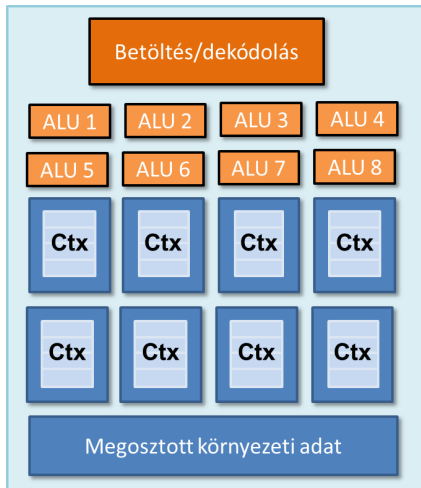 Betöltés/dekódolás
ALU 1 ALU 2 ALU 3 ALU 4
ALU 5 ALU 6 ALU 7 ALU 8
Ctx Ctx Ctx Ctx
Ctx Ctx Ctx Ctx
Megosztott környezeti adat